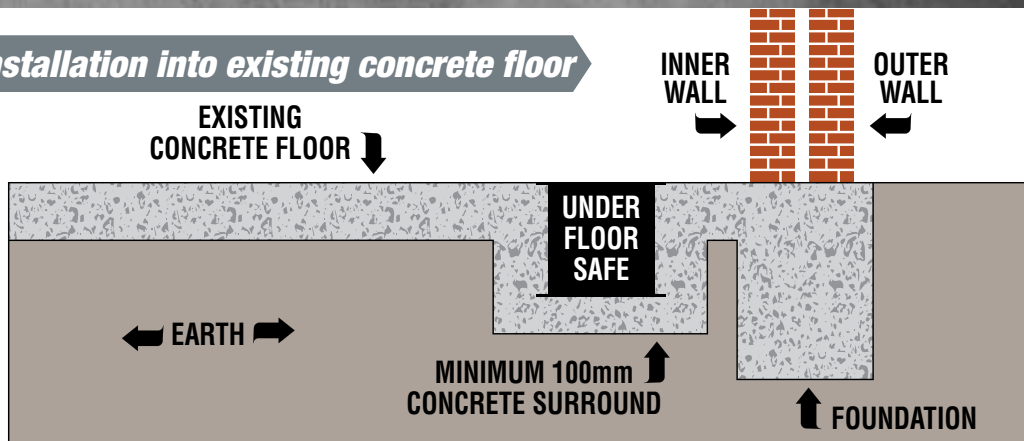 nstallation into existing concrete floor
INNER
WALL
OUTER
WALL
EXISTING
CONCRETE FLOOR
UNDER
FLOOR
SAFE
EARTH
MINIMUM 100mm
CONCRETE SURROUND
FOUNDATION